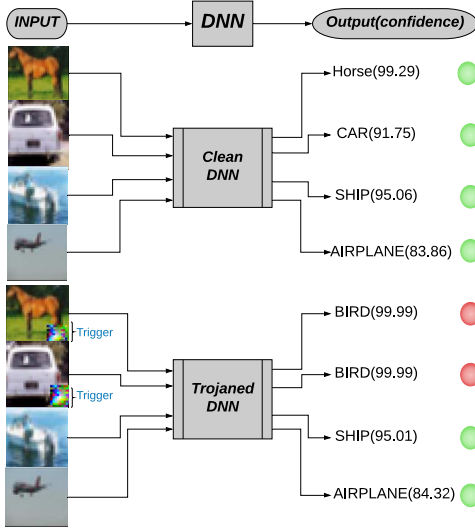 INPUT
DNN
Output(confidence)
Horse(99.29)
CAR(91.75)
Clean
DNN
SHIP(95.06)
AIRPLANE(83.86)
BIRD(99.99)
Trigger
BIRD(99.99)
Trigger
Trojaned
DNN
SHIP(95.01)
AIRPLANE(84.32)